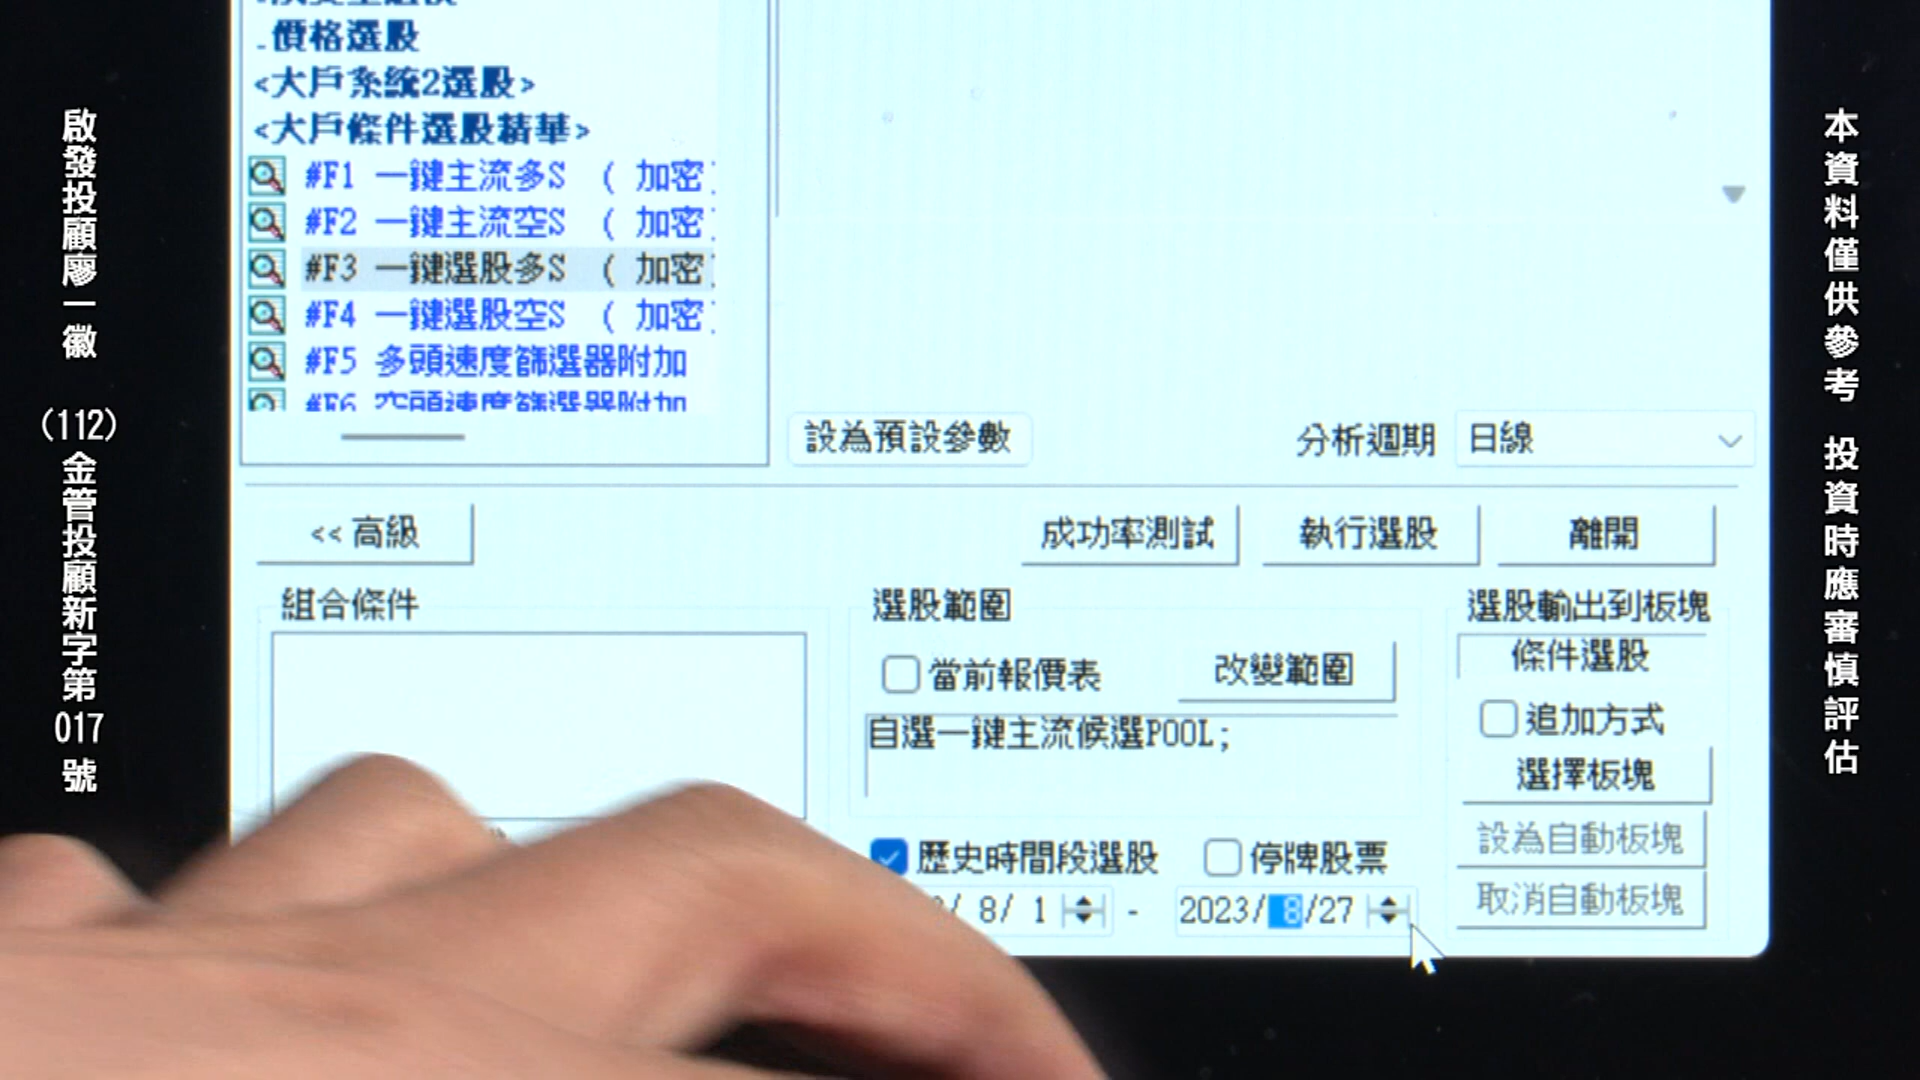 .價格選股
<大戶系統2選股>
<大戶條件選股精華>
#F1 一鍵主流多S ( 加密
#F2 一鍵主流空S ( 加密
#F3 一鍵選股多S ( 加密
#F4 一鍵選股空S ( 加密
#F5 多頭速度篩選器附加
#F6 空頭速度篩選器附加
設為預設參數
分析週期 日線
<< 高級
成功率測試
執行選股
離開
組合條件
選股範圍
當前報價表
改變範圍
自選一鍵主流候選POOL;
歷史時間段選股
停牌股票
/ 8/ 1 - 2023/ 8/27
選股輸出到板塊
條件選股
追加方式
選擇板塊
設為自動板塊
取消自動板塊
啟發投顧廖一徽 (112)金管投顧新字第017號
本資料僅供參考 投資時應審慎評估